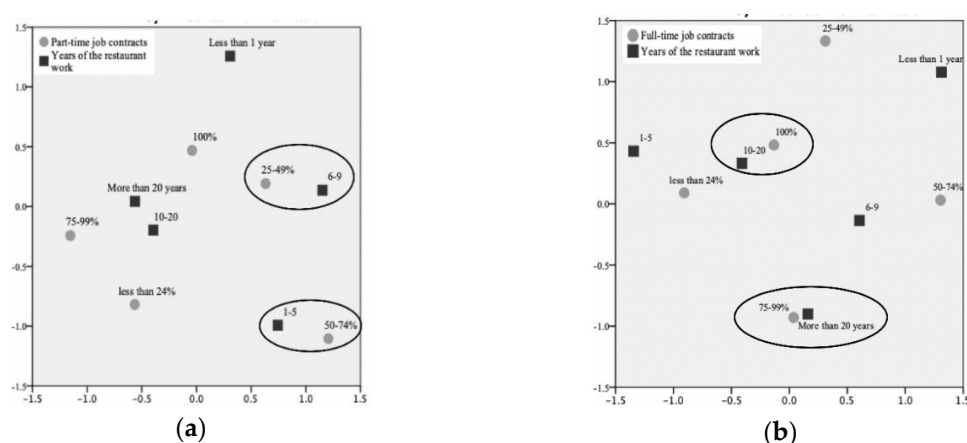 Part-time job contracts
Years of the restaurant
work
Less than 1 year
100%
25-49%
6-9
More than 20 years
10-20
75-99%
less than 24%
1-5
50-74%
1.5
1.0
0.5
0.0
-0.5
-1.0
-1.5
-1.5 -1.0 -0.5 0.0 0.5 1.0 1.5
(a)
Full-time job contracts
Years of the restaurant
work
25-49%
Less than 1 year
100%
1-5
10-20
less than 24%
50-74%
6-9
75-99%
More than 20 years
1.5
1.0
0.5
0.0
-0.5
-1.0
-1.5
-1.5 -1.0 -0.5 0.0 0.5 1.0 1.5
(b)